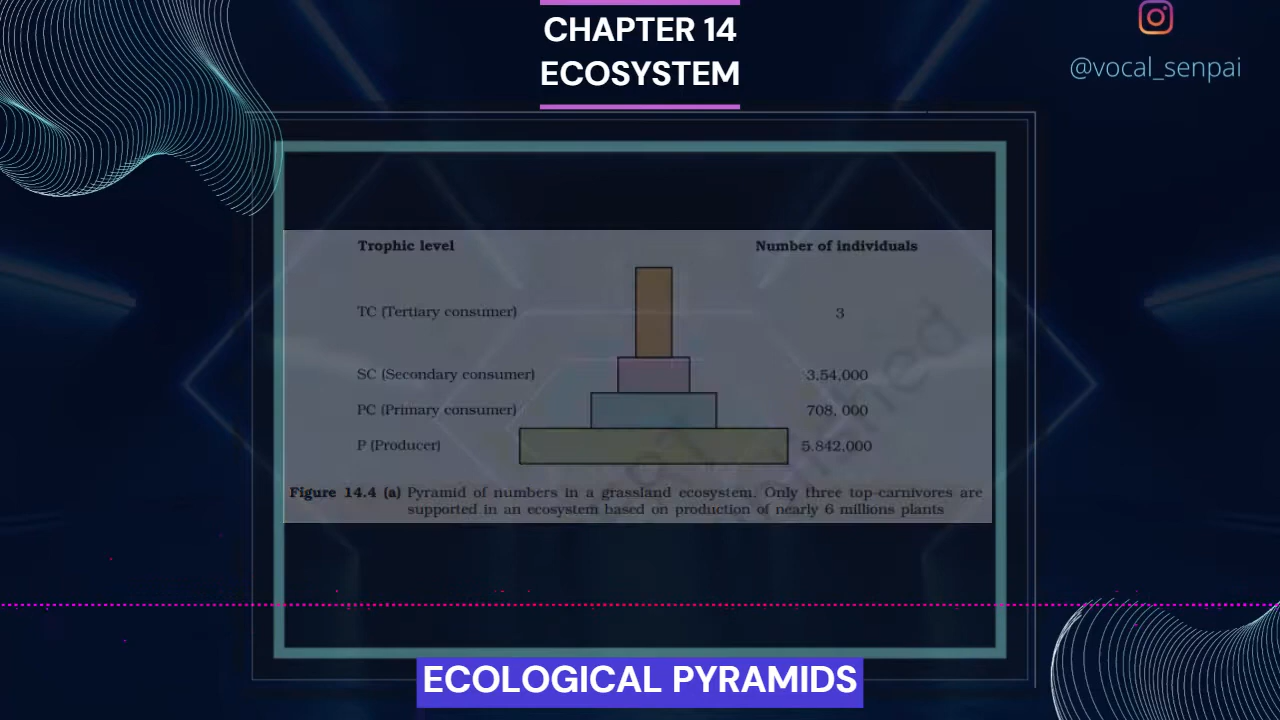 CHAPTER 14
ECOSYSTEM
@vocal_senpai
Trophic level Number of individuals
TC (Tertiary consumer) 3
SC (Secondary consumer) 3,54,000
PC (Primary consumer) 708, 000
P (Producer) 5.842,000
Figure 14.4 (a) Pyramid of numbers in a grassland ecosystem. Only three top-carnivores are
supported in an ecosystem based on production of nearly 6 millions plants
ECOLOGICAL PYRAMIDS